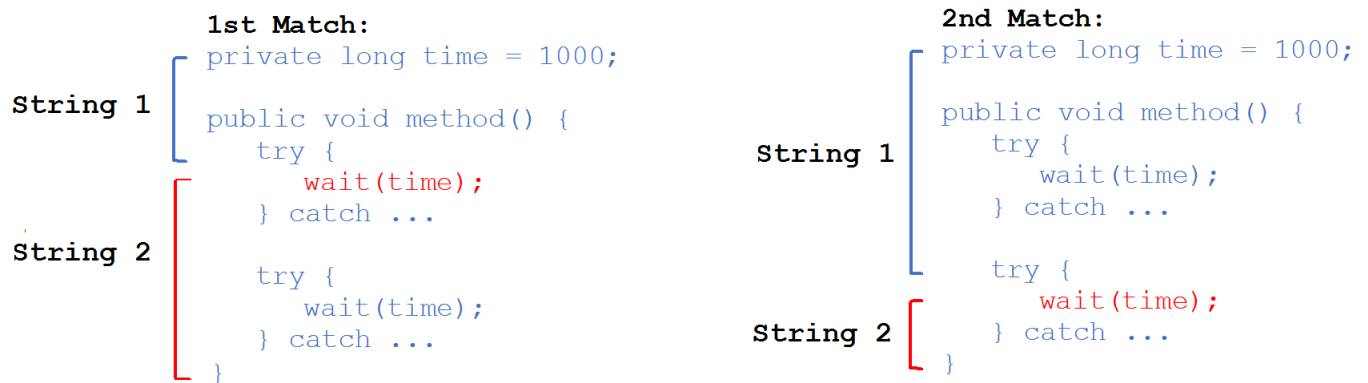 1st Match:
private long time = 1000;
String 1
public void method() {
try {
wait(time);
} catch ...
String 2
try {
wait(time);
} catch ...
}
2nd Match:
private long time = 1000;
public void method() {
try {
String 1
wait(time);
} catch ...
try {
wait(time);
String 2
} catch ...
}